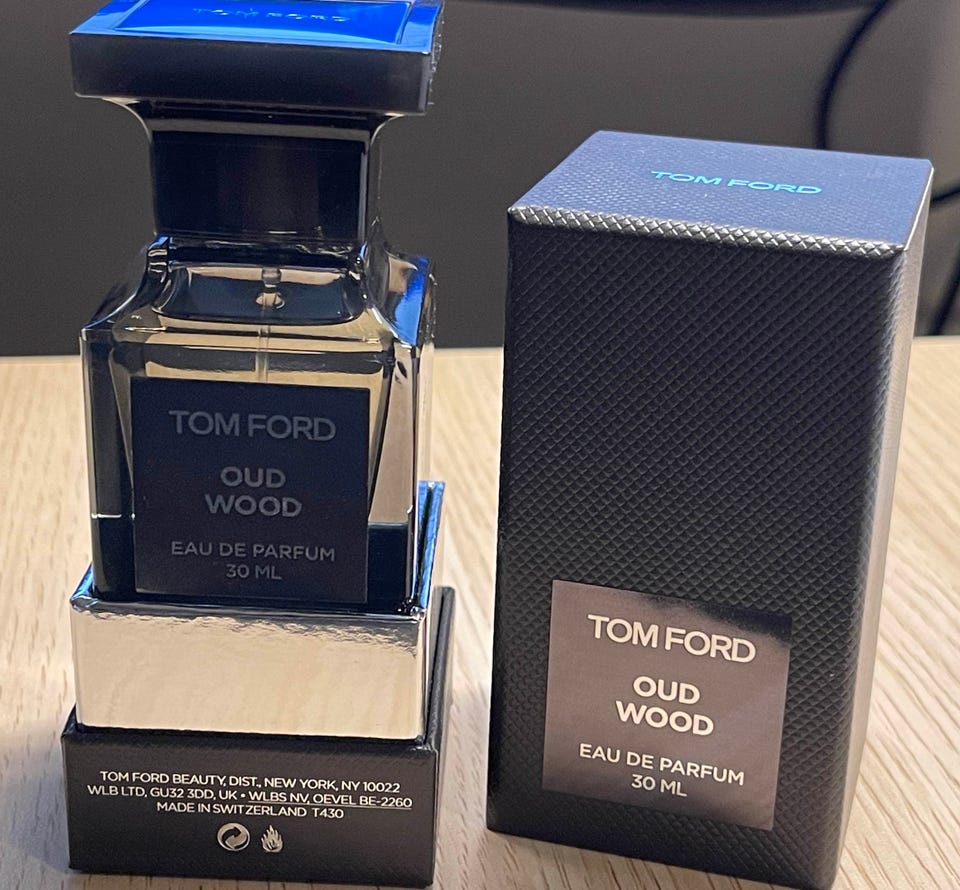 TOM FORD
TOM FORD
OUD
WOOD
EAU DE PARFUM
30 ML
TOM FORD BEAUTY, DIST., NEW YORK, NY 10022
WLB LTD, GU32 3DD, UK • WLBS NV, OEVEL BE-2260
MADE IN SWITZERLAND T430
TOM FORD
TOM FORD
OUD
WOOD
EAU DE PARFUM
30 ML